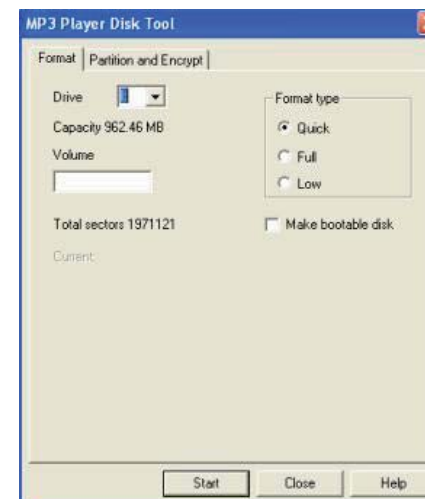 MP3 Player Disk Tool
Format
Partition and Encrypt
Drive
Capacity 962.46 MB
Volume
Total sectors 1971121
Current:
Format type
Quick
Full
Low
Make bootable disk
Start
Close
Help